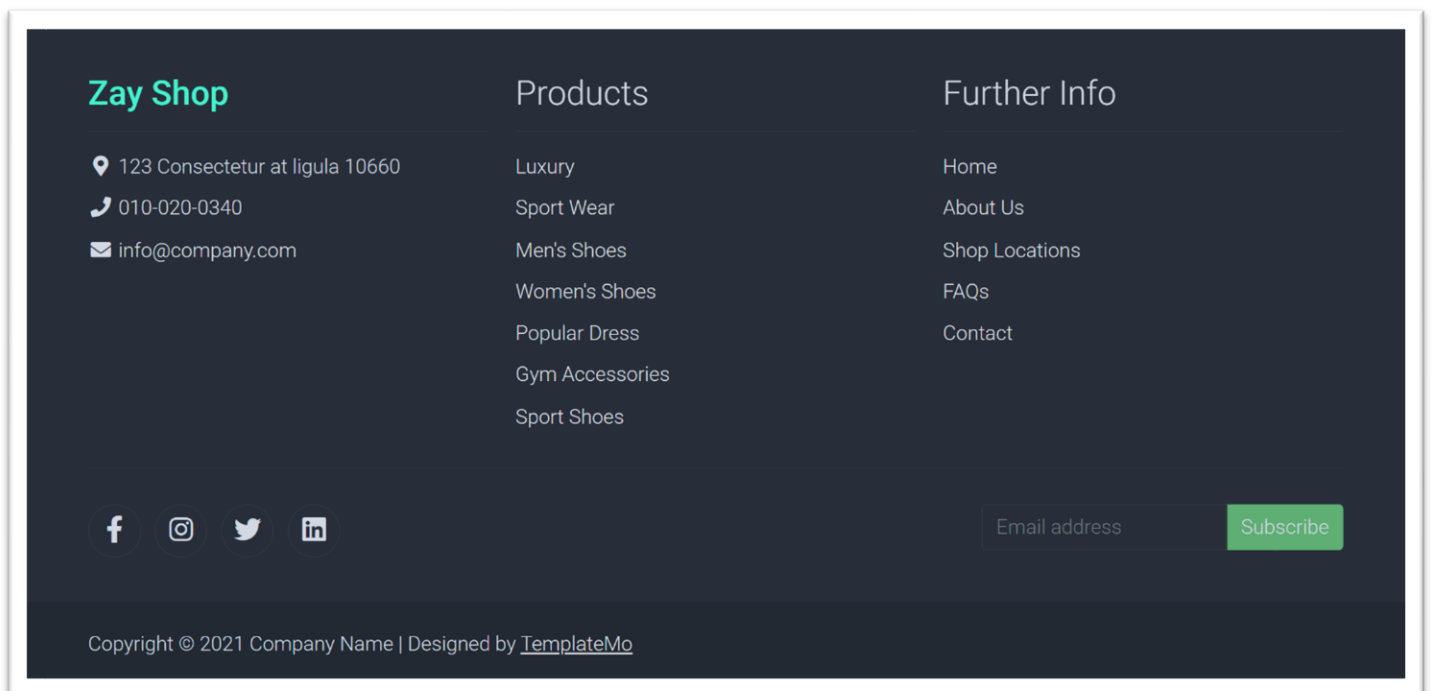 Zay Shop
123 Consectetur at ligula 10660
010-020-0340
info@company.com
Products
Luxury
Sport Wear
Men's Shoes
Women's Shoes
Popular Dress
Gym Accessories
Sport Shoes
Further Info
Home
About Us
Shop Locations
FAQs
Contact
Email address
Subscribe
Copyright © 2021 Company Name | Designed by TemplateMo